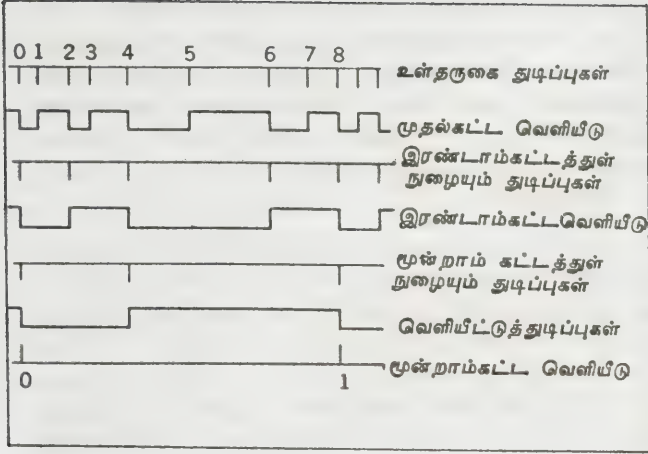 0 1 2 3 4 5 6 7 8
உள்தருகை துடிப்புகள்
முதல்கட்ட வெளியீடு
இரண்டாம்கட்டத்துள்
நுழையும் துடிப்புகள்
இரண்டாம்கட்டவெளியீடு
மூன்றாம் கட்டத்துள்
நுழையும் துடிப்புகள்
வெளியீட்டுத்துடிப்புகள்
மூன்றாம்கட்ட வெளியீடு
0 1